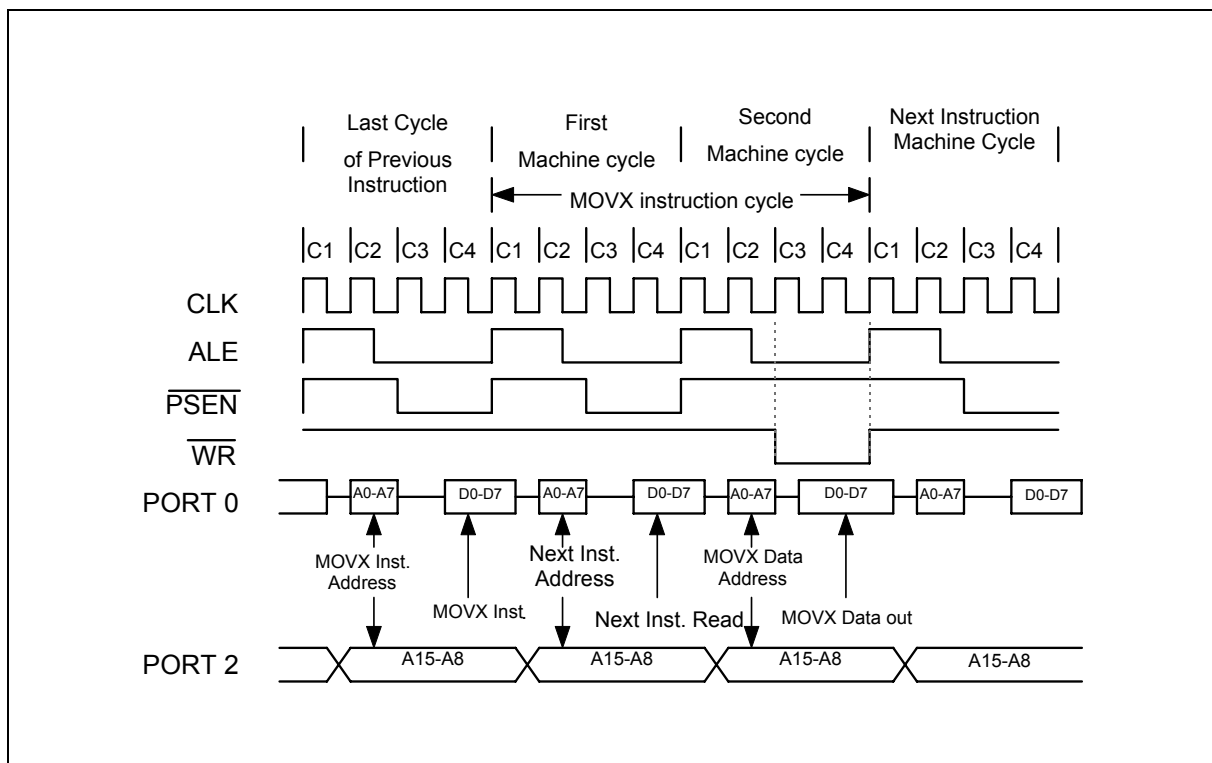 Last Cycle
of Previous
Instruction
First
Machine cycle
Second
Machine cycle
Next Instruction
Machine Cycle
MOVX instruction cycle
C1 C2 C3 C4 C1 C2 C3 C4 C1 C2 C3 C4 C1 C2 C3 C4
CLK
ALE
PSEN
WR
PORT 0
A0-A7 D0-D7 A0-A7 D0-D7 A0-A7 D0-D7 A0-A7 D0-D7
MOVX Inst.
Address
MOVX Inst.
Next Inst.
Address
Next Inst. Read
MOVX Data
Address
MOVX Data out
PORT 2
A15-A8 A15-A8 A15-A8 A15-A8